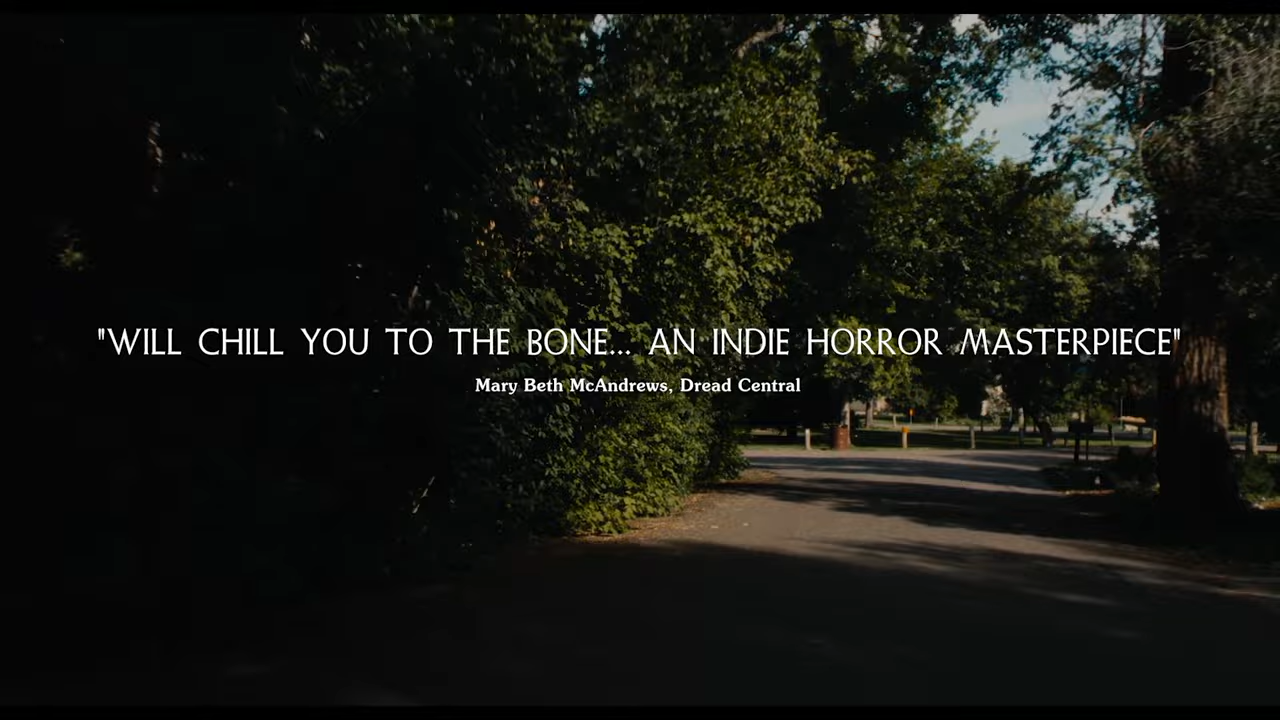 "WILL CHILL YOU TO THE BONE... AN INDIE HORROR MASTERPIECE"
Mary Beth McAndrews, Dread Central